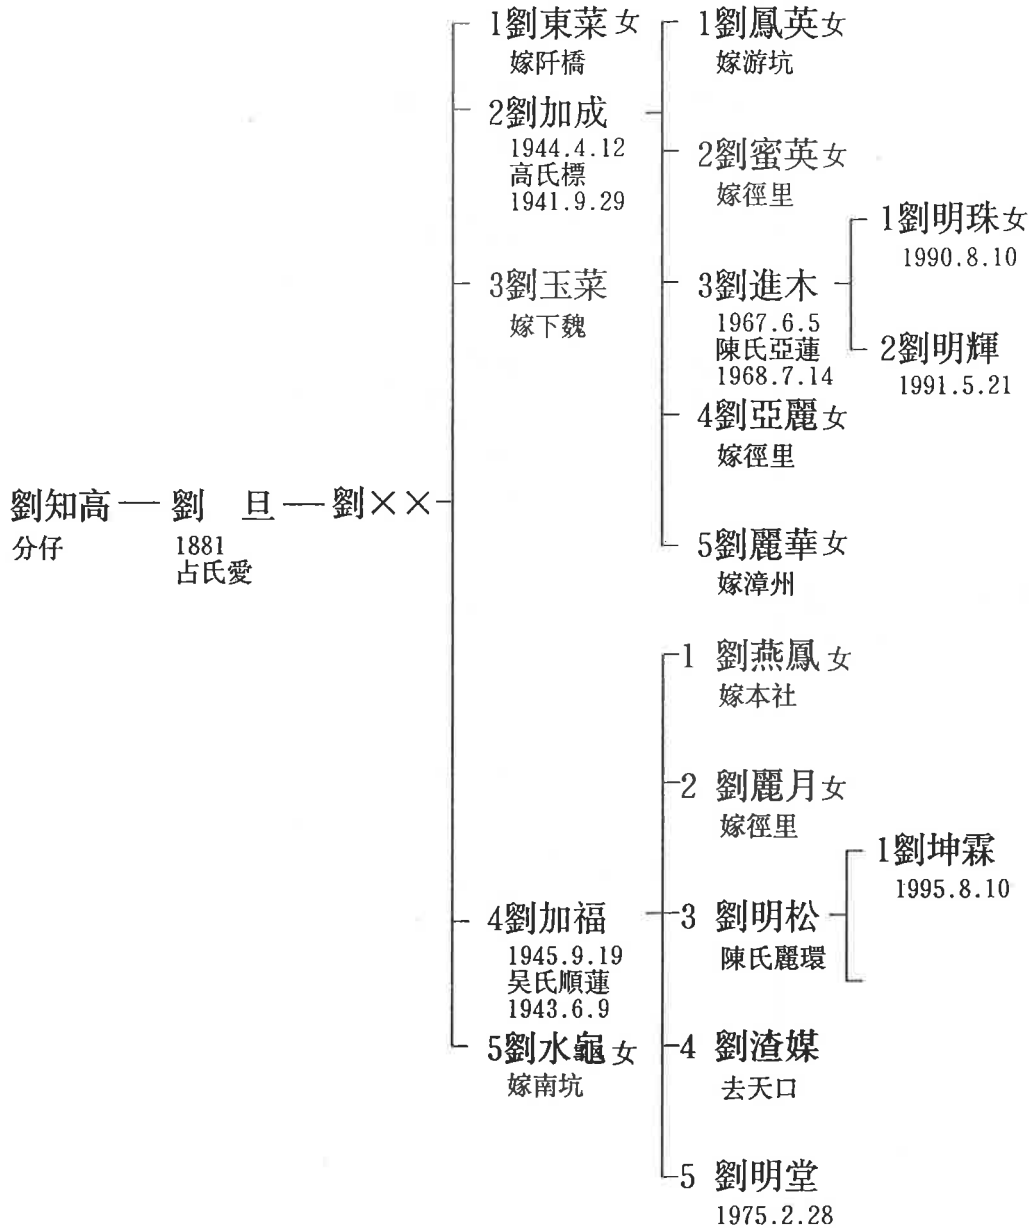 劉知高
分仔
劉 旦
1881
占氏愛
劉××
1劉東菜 女
嫁阡橋
2劉加成
1944.4.12
高氏標
1941.9.29
3劉玉菜
嫁下魏
4劉加福
1945.9.19
吴氏順蓮
1943.6.9
5劉水龜 女
嫁南坑
1劉鳳英 女
嫁游坑
2劉蜜英 女
嫁徑里
3劉進木
1967.6.5
陳氏亞蓮
1968.7.14
4劉亞麗 女
嫁徑里
5劉麗華 女
嫁漳州
1劉明珠 女
1990.8.10
2劉明輝
1991.5.21
1 劉燕鳳 女
嫁本社
2 劉麗月 女
嫁徑里
3 劉明松
陳氏麗環
4 劉渣媒
去天口
5 劉明堂
1975.2.28
1劉坤霖
1995.8.10